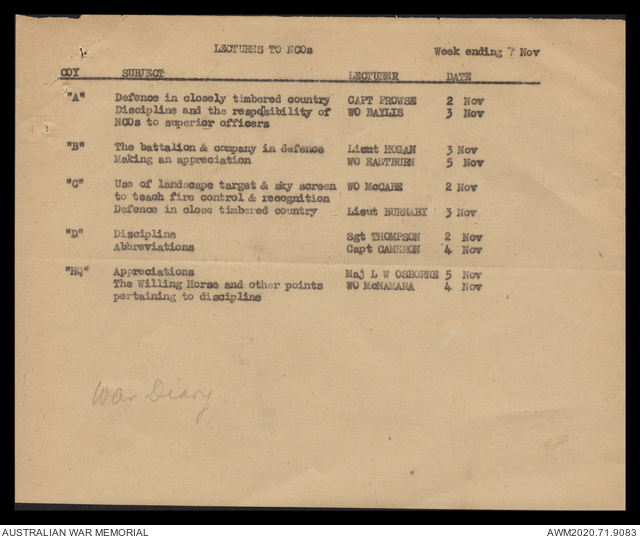 LECTURES TO NCOs Week ending 7 Nov
COY SUBJECT LECTURER DATE
"A" Defence in closely timbered country CAPT PROWSE 2 Nov
Discipline and the responsibility of WO BAYLIS 3 Nov
NCOs to superior officers
"B" The battalion & company in defence Lieut HOGAN 3 Nov
Making an appreciation WO EASTBURN 5 Nov
"C" Use of landscape target & sky screen WO McCABE 2 Nov
to teach fire control & recognition
Defence in close timbered country Lieut BURNABY 3 Nov
"D" Discipline Sgt THOMPSON 2 Nov
Abbreviations Capt CAMERON 4 Nov
"HQ" Appreciations Maj L W OSBORNE 5 Nov
The Willing Horse and other points WO McNAMARA 4 Nov
pertaining to discipline
War Diary
AUSTRALIAN WAR MEMORIAL AWM2020.71.9083